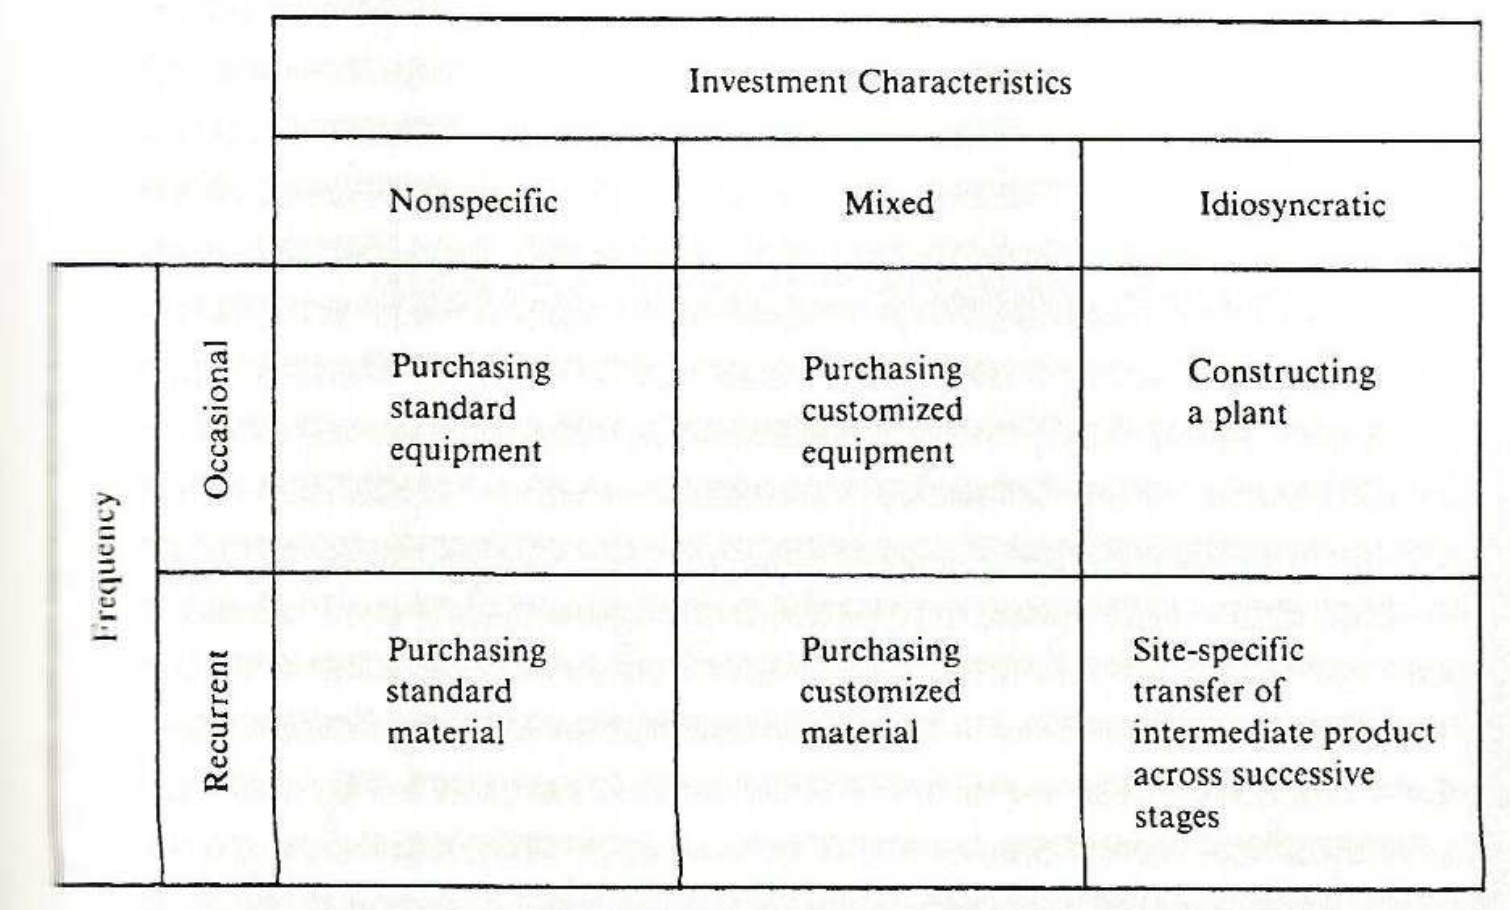 Investment Characteristics
Nonspecific
Mixed
Idiosyncratic
Frequency
Occasional
Purchasing
standard
equipment
Purchasing
customized
equipment
Constructing
a plant
Recurrent
Purchasing
standard
material
Purchasing
customized
material
Site-specific
transfer of
intermediate product
across successive
stages